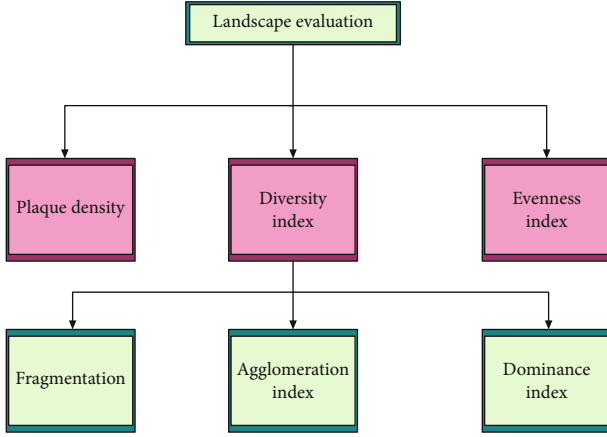 Landscape evaluation
Plaque density
Diversity
index
Evenness
index
Fragmentation
Agglomeration
index
Dominance
index